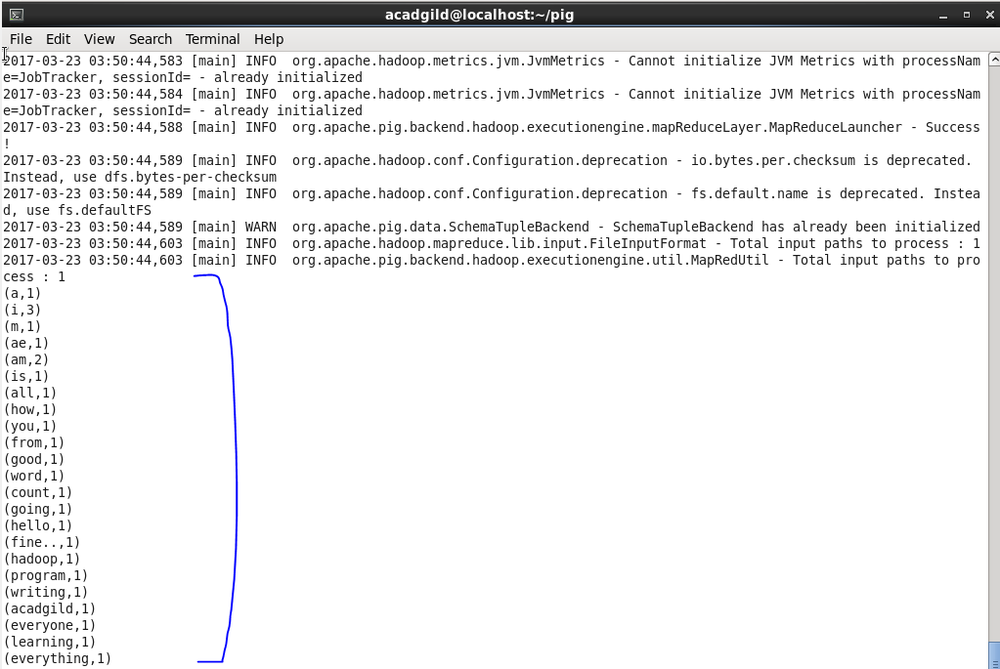 acadgild@localhost:~/pig
File Edit View Search Terminal Help
2017-03-23 03:50:44,583 [main] INFO  org.apache.hadoop.metrics.jvm.JvmMetrics - Cannot initialize JVM Metrics with processNam
e=JobTracker, sessionId= - already initialized
2017-03-23 03:50:44,584 [main] INFO  org.apache.hadoop.metrics.jvm.JvmMetrics - Cannot initialize JVM Metrics with processNam
e=JobTracker, sessionId= - already initialized
2017-03-23 03:50:44,588 [main] INFO  org.apache.pig.backend.hadoop.executionengine.mapReduceLayer.MapReduceLauncher - Success
!
2017-03-23 03:50:44,589 [main] INFO  org.apache.hadoop.conf.Configuration.deprecation - io.bytes.per.checksum is deprecated.
Instead, use dfs.bytes-per-checksum
2017-03-23 03:50:44,589 [main] INFO  org.apache.hadoop.conf.Configuration.deprecation - fs.default.name is deprecated. Instea
d, use fs.defaultFS
2017-03-23 03:50:44,589 [main] WARN  org.apache.pig.data.SchemaTupleBackend - SchemaTupleBackend has already been initialized
2017-03-23 03:50:44,603 [main] INFO  org.apache.hadoop.mapreduce.lib.input.FileInputFormat - Total input paths to process : 1
2017-03-23 03:50:44,603 [main] INFO  org.apache.pig.backend.hadoop.executionengine.util.MapRedUtil - Total input paths to pro
cess : 1
(a,1)
(i,3)
(m,1)
(ae,1)
(am,2)
(is,1)
(all,1)
(how,1)
(you,1)
(from,1)
(good,1)
(word,1)
(count,1)
(going,1)
(hello,1)
(fine..,1)
(hadoop,1)
(program,1)
(writing,1)
(acadgild,1)
(everyone,1)
(learning,1)
(everything,1)